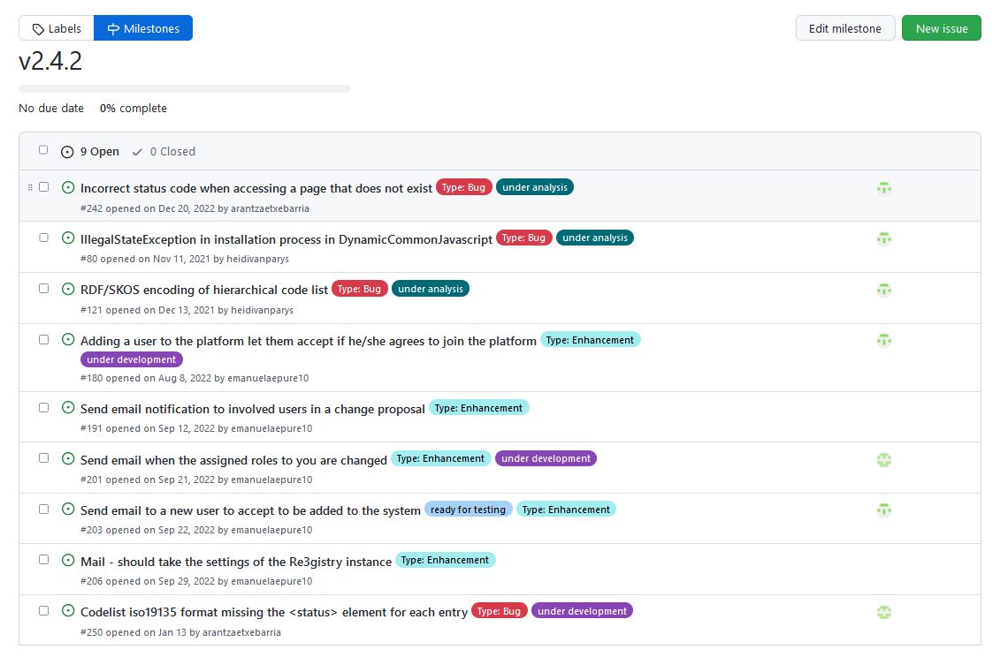 Labels Milestones Edit milestone New issue
v2.4.2
No due date 0% complete
9 Open 0 Closed
Incorrect status code when accessing a page that does not exist Type: Bug under analysis
#242 opened on Dec 20, 2022 by arantzaetxebarria
IllegalStateException in installation process in DynamicCommonJavascript Type: Bug under analysis
#80 opened on Nov 11, 2021 by heidivanparys
RDF/SKOS encoding of hierarchical code list Type: Bug under analysis
#121 opened on Dec 13, 2021 by heidivanparys
Adding a user to the platform let them accept if he/she agrees to join the platform Type: Enhancement
under development
#180 opened on Aug 8, 2022 by emanuelaepure10
Send email notification to involved users in a change proposal Type: Enhancement
#191 opened on Sep 12, 2022 by emanuelaepure10
Send email when the assigned roles to you are changed Type: Enhancement under development
#201 opened on Sep 21, 2022 by emanuelaepure10
Send email to a new user to accept to be added to the system ready for testing Type: Enhancement
#203 opened on Sep 22, 2022 by emanuelaepure10
Mail - should take the settings of the Re3gistry instance Type: Enhancement
#206 opened on Sep 29, 2022 by emanuelaepure10
Codelist iso19135 format missing the <status> element for each entry Type: Bug under development
#250 opened on Jan 13 by arantzaetxebarria